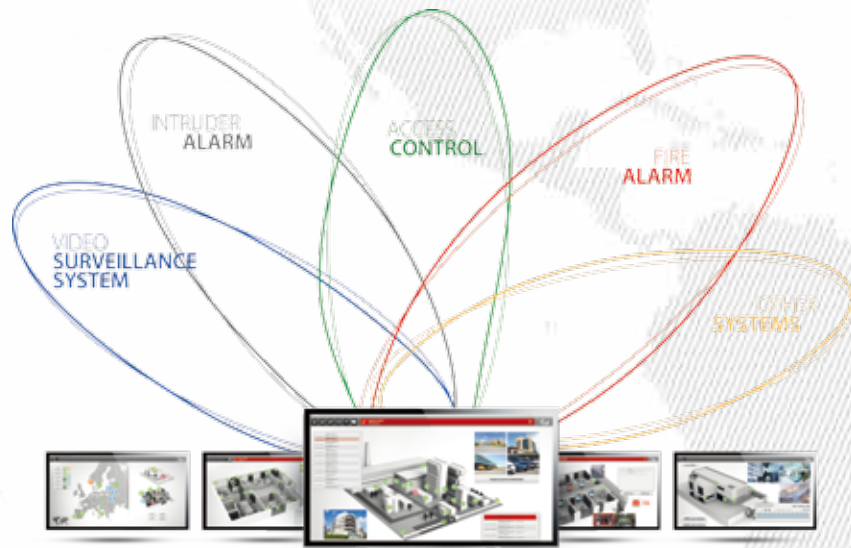 INTRUDER
ALARM
ACCESS
CONTROL
FIRE
ALARM
VIDEO
SURVEILLANCE
SYSTEM
OTHER
SYSTEMS